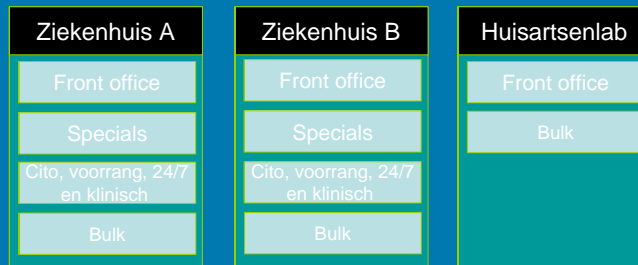 Ziekenhuis A
Front office
Specials
Cito, voorrang, 24/7
en klinisch
Bulk
Ziekenhuis B
Front office
Specials
Cito, voorrang, 24/7
en klinisch
Bulk
Huisartsenlab
Front office
Bulk